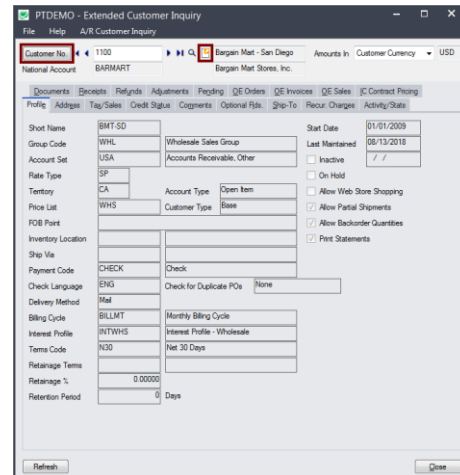 PTDEMO - Extended Customer Inquiry
File Help A/R Customer Inquiry
Customer No. 1100 Bargain Mart - San Diego Amounts In Customer Currency USD
National Account BARMART Bargain Mart Stores, Inc.
Documents Receipts Refunds Adjustments Pending OE Orders OE Invoices OE Sales IC Contract Pricing
Profile Address Tax/Sales Credit Status Comments Optional Flds. Ship-To Recur. Charges Activity/Stats
Short Name BMT-SD Start Date 01/01/2009
Group Code WHL Wholesale Sales Group Last Maintained 08/13/2018
Account Set USA Accounts Receivable, Other Inactive / /
Rate Type SP On Hold
Territory CA Account Type Open Item Allow Web Store Shopping
Price List WHS Customer Type Base Allow Partial Shipments
FOB Point Allow Backorder Quantities
Inventory Location Print Statements
Ship Via
Payment Code CHECK Check
Check Language ENG Check for Duplicate POs None
Delivery Method Mail
Billing Cycle BILLMT Monthly Billing Cycle
Interest Profile INTWHS Interest Profile - Wholesale
Terms Code N30 Net 30 Days
Retainage Terms
Retainage % 0.00000
Retention Period 0 Days
Refresh Close